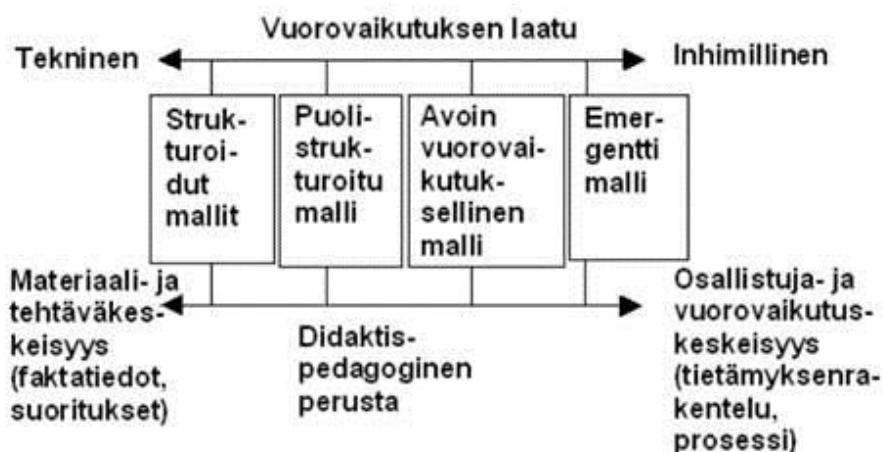 Vuorovaikutuksen laatu
Tekninen
Inhimillinen
Struk-
turoi-
dut
mallit
Puoli-
struk-
turoitu
malli
Avoin
vuorovai-
kutuk-
sellinen
malli
Emer-
gentti
malli
Materiaali- ja
tehtäväkes-
keisyys
(faktatiedot,
suoritukset)
Didaktis-
pedagoginen
perusta
Osallistuja- ja
vuorovaikutus-
keskeisyys
(tietämyksenra-
kentelu,
prosessi)